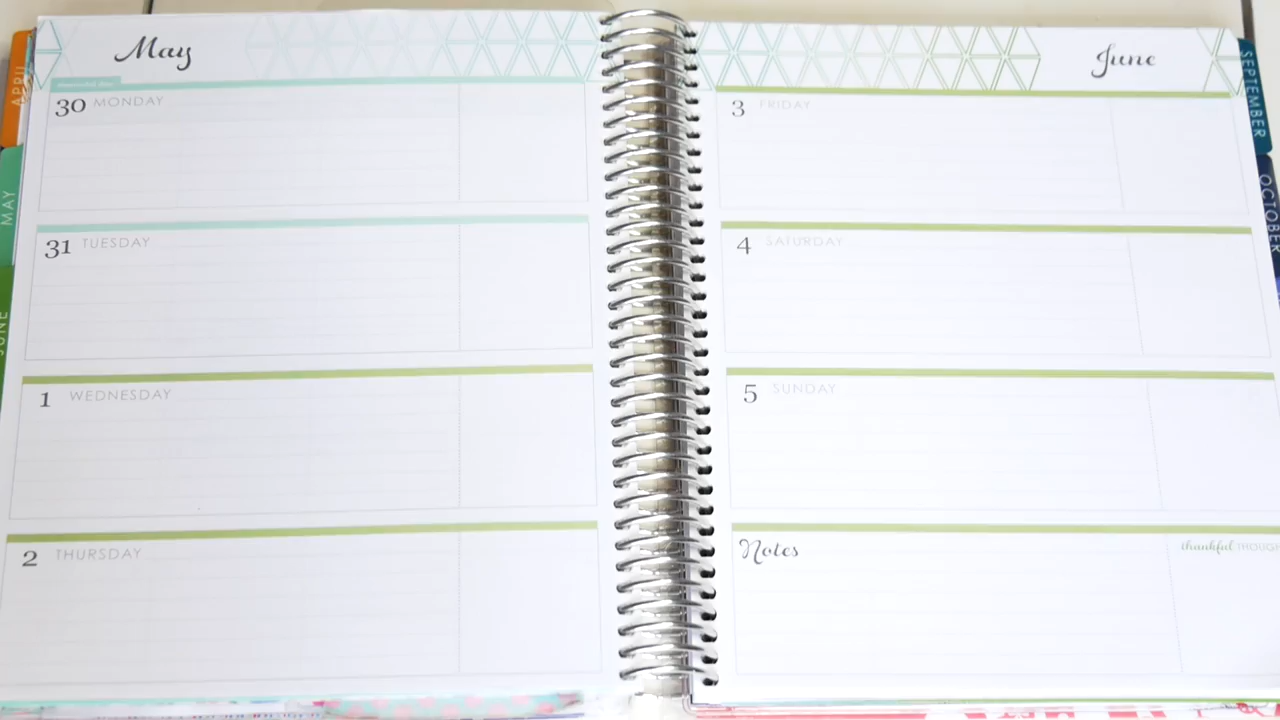 May
30 MONDAY
31 TUESDAY
1 WEDNESDAY
2 THURSDAY
June
3 FRIDAY
4 SATURDAY
5 SUNDAY
Notes
thankful
APRIL
MAY
JUNE
SEPTEMBER
OCTOBER